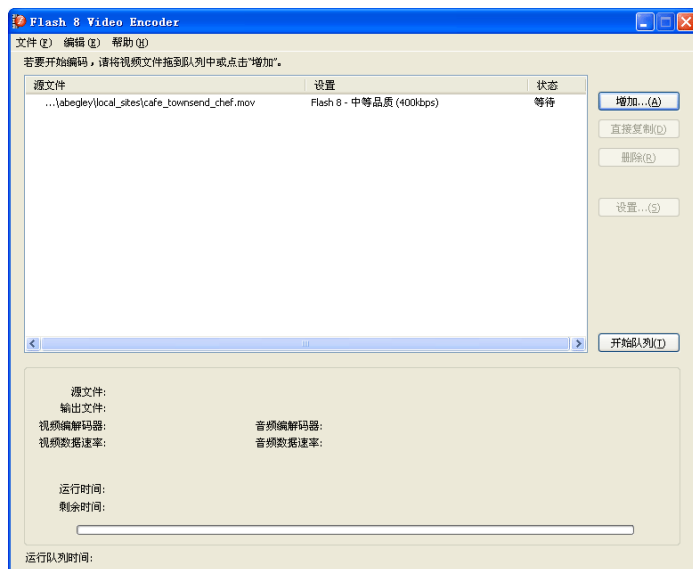 Flash 8 Video Encoder
文件(F) 编辑(E) 帮助(H)
若要开始编码，请将视频文件拖到队列中或点击“增加”。
源文件 设置 状态
...\abegley\local_sites\cafe_townsend_chef.mov Flash 8 - 中等品质 (400kbps) 等待
增加...(A)
直接复制(D)
删除(R)
设置...(S)
开始队列(T)
源文件:
输出文件:
视频编解码器: 音频编解码器:
视频数据速率: 音频数据速率:
运行时间:
剩余时间:
运行队列时间: